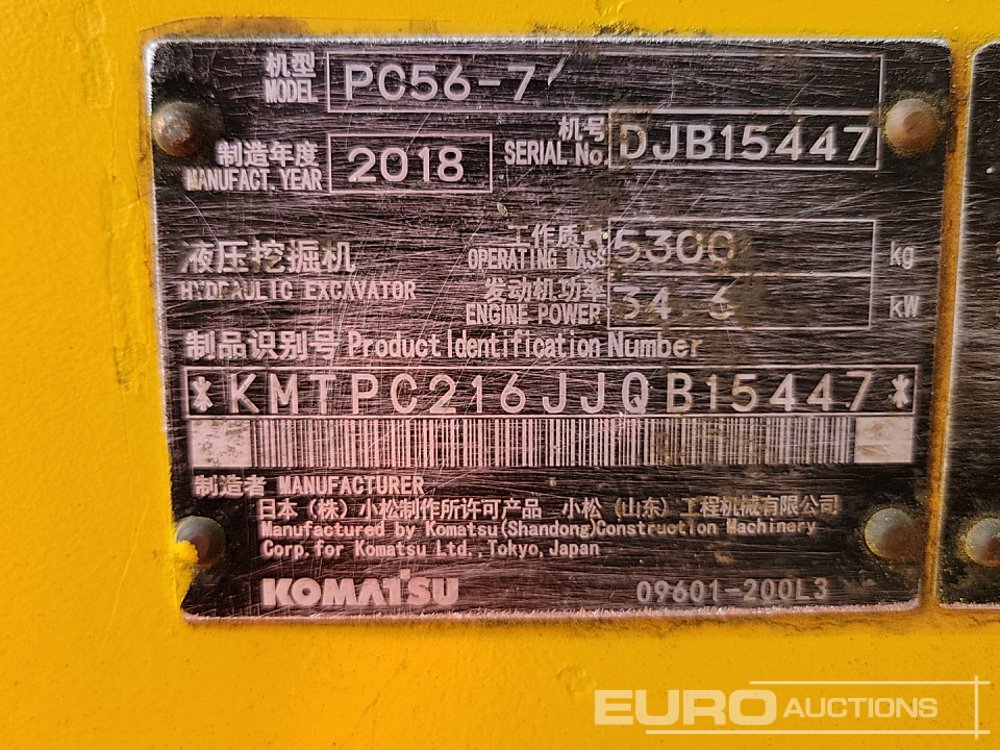 机型 PC56-7
MODEL
机号 DJB15447
SERIAL No.
制造年度 2018
MANUFACT. YEAR
工作质量 5300 kg
OPERATING MASS
液压挖掘机
HYDRAULIC EXCAVATOR
发动机功率 34.6 kW
ENGINE POWER
制品识别号 Product Identification Number
*KMTPC216JJQB15447*
制造者 MANUFACTURER
日本（株）小松制作所许可产品 小松（山东）工程机械有限公司
Manufactured by Komatsu(Shandong)Construction Machinery
Corp. for Komatsu Ltd., Tokyo, Japan
KOMATSU 09601-200L3
EURO AUCTIONS